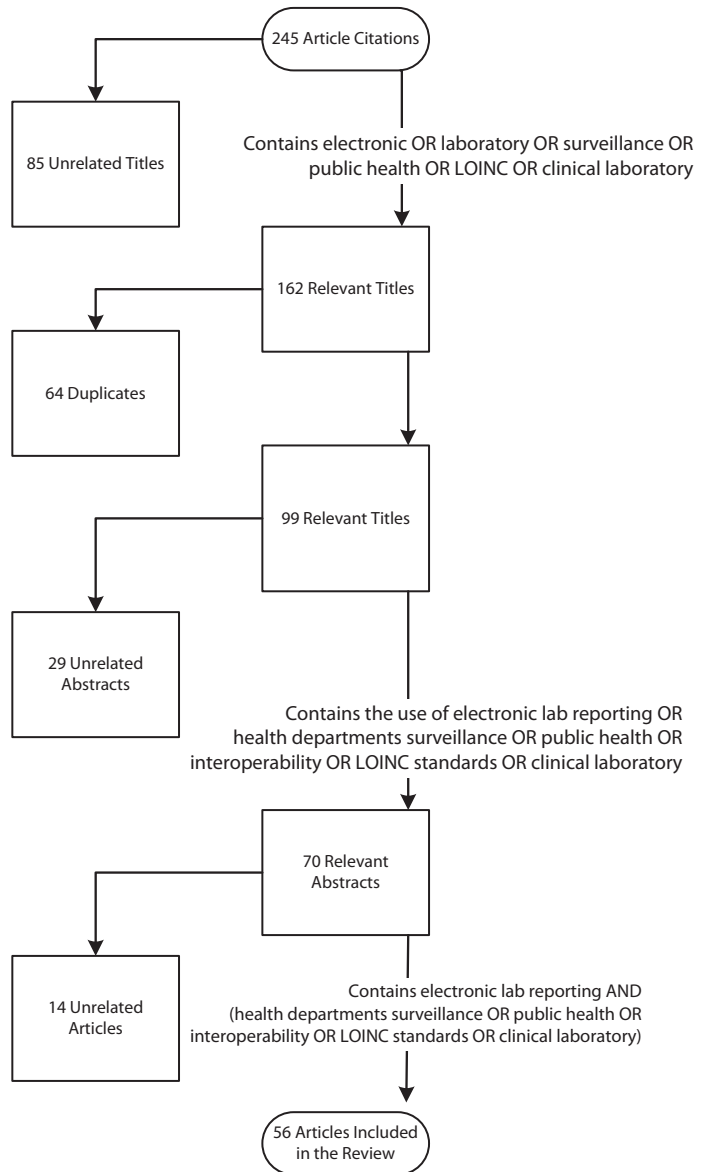 245 Article Citations
85 Unrelated Titles
Contains electronic OR laboratory OR surveillance OR
public health OR LOINC OR clinical laboratory
162 Relevant Titles
64 Duplicates
99 Relevant Titles
29 Unrelated
Abstracts
Contains the use of electronic lab reporting OR
health departments surveillance OR public health OR
interoperability OR LOINC standards OR clinical laboratory
70 Relevant
Abstracts
14 Unrelated
Articles
Contains electronic lab reporting AND
(health departments surveillance OR public health OR
interoperability OR LOINC standards OR clinical laboratory)
56 Articles Included
in the Review